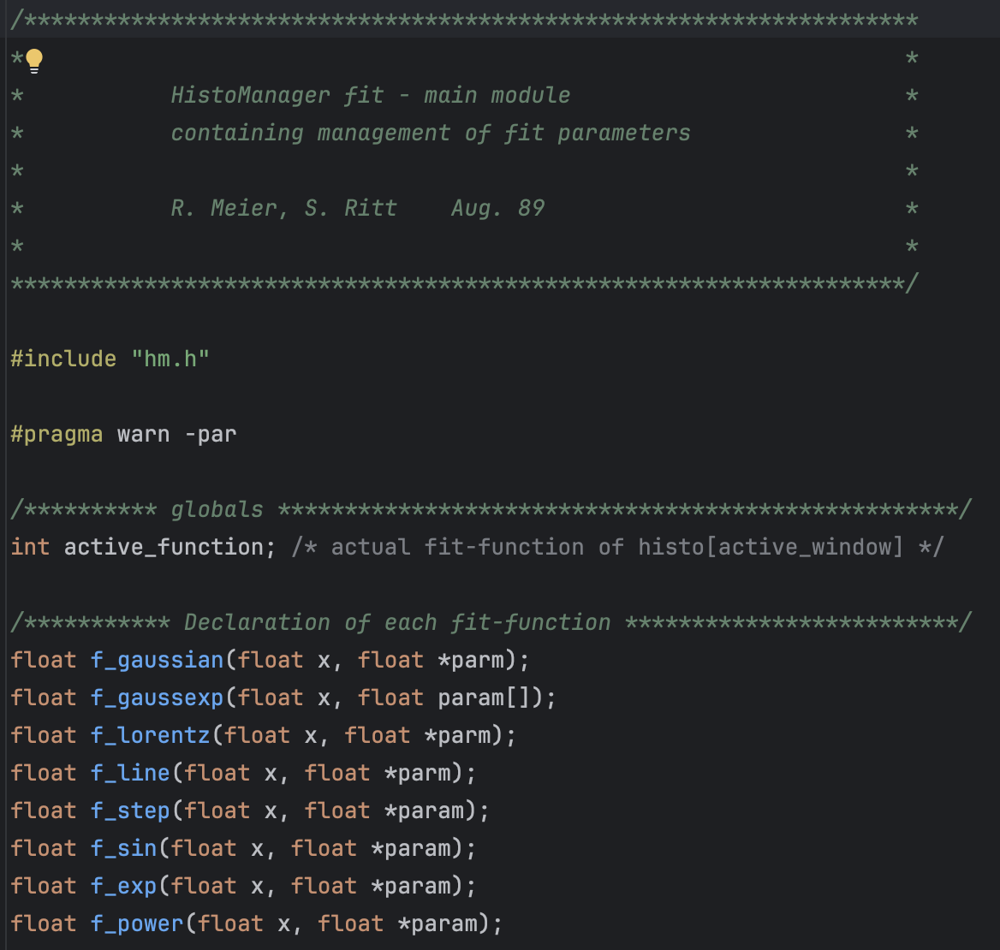 /*******************************************************************
*                                                                  *
*           HistoManager fit - main module                         *
*           containing management of fit parameters                *
*                                                                  *
*           R. Meier, S. Ritt    Aug. 89                           *
*                                                                  *
*******************************************************************/
#include "hm.h"
#pragma warn -par
/********** globals ***************************************************/
int active_function; /* actual fit-function of histo[active_window] */
/*********** Declaration of each fit-function *************************/
float f_gaussian(float x, float *parm);
float f_gaussexp(float x, float param[]);
float f_lorentz(float x, float *parm);
float f_line(float x, float *parm);
float f_step(float x, float *param);
float f_sin(float x, float *param);
float f_exp(float x, float *param);
float f_power(float x, float *param);